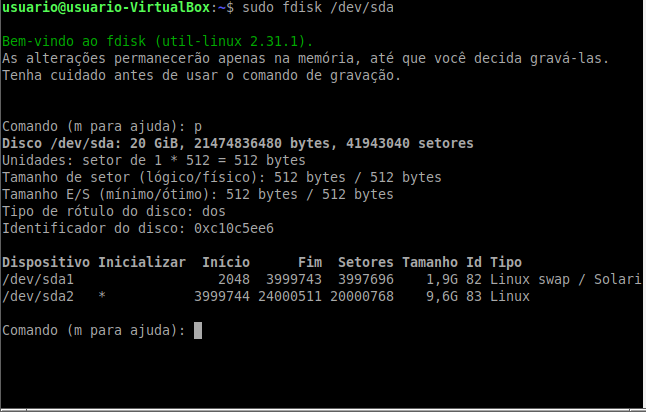 usuario@usuario-VirtualBox:~$ sudo fdisk /dev/sda
Bem-vindo ao fdisk (util-linux 2.31.1).
As alterações permanecerão apenas na memória, até que você decida gravá-las.
Tenha cuidado antes de usar o comando de gravação.
Comando (m para ajuda): p
Disco /dev/sda: 20 GiB, 21474836480 bytes, 41943040 setores
Unidades: setor de 1 * 512 = 512 bytes
Tamanho de setor (lógico/físico): 512 bytes / 512 bytes
Tamanho E/S (mínimo/ótimo): 512 bytes / 512 bytes
Tipo de rótulo do disco: dos
Identificador do disco: 0xc10c5ee6
Dispositivo Inicializar  Início      Fim  Setores Tamanho Id Tipo
/dev/sda1                  2048  3999743  3997696    1,9G 82 Linux swap / Solari
/dev/sda2   *           3999744 24000511 20000768    9,6G 83 Linux
Comando (m para ajuda):